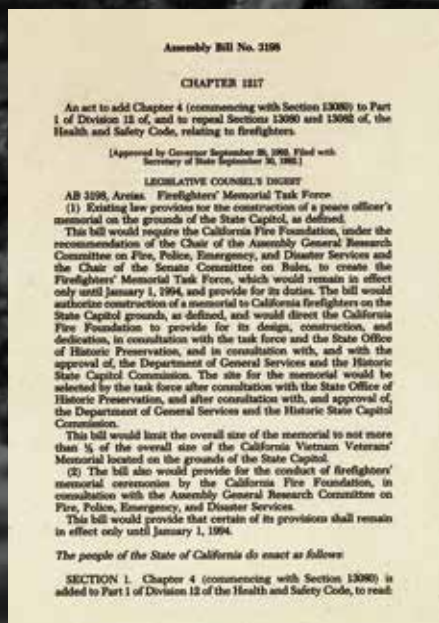 Assembly Bill No. 3198
CHAPTER 1217
An act to add Chapter 4 (commencing with Section 13080) to Part
1 of Division 12 of, and to repeal Sections 13080 and 13082 of, the
Health and Safety Code, relating to firefighters.
[Approved by Governor September 29, 1992. Filed with
Secretary of State September 30, 1992.]
LEGISLATIVE COUNSEL'S DIGEST
AB 3198, Areias. Firefighters' Memorial Task Force.
(1) Existing law provides for the construction of a peace officer's
memorial on the grounds of the State Capitol, as defined.
This bill would require the California Fire Foundation, under the
recommendation of the Chair of the Assembly General Research
Committee on Fire, Police, Emergency, and Disaster Services and
the Chair of the Senate Committee on Rules, to create the
Firefighters' Memorial Task Force, which would remain in effect
only until January 1, 1994, and provide for its duties. The bill would
authorize construction of a memorial to California firefighters on the
State Capitol grounds, as defined, and would direct the California
Fire Foundation to provide for its design, construction, and
dedication, in consultation with the task force and the State Office
of Historic Preservation, and in consultation with, and with the
approval of, the Department of General Services and the Historic
State Capitol Commission. The site for the memorial would be
selected by the task force after consultation with the State Office of
Historic Preservation, and after consultation with, and approval of,
the Department of General Services and the Historic State Capitol
Commission.
This bill would limit the overall size of the memorial to not more
than of the overall size of the California Vietnam Veterans'
Memorial located on the grounds of the State Capitol.
(2) The bill also would provide for the conduct of firefighters'
memorial ceremonies by the California Fire Foundation, in
consultation with the Assembly General Research Committee on
Fire, Police, Emergency, and Disaster Services.
This bill would provide that certain of its provisions shall remain
in effect only until January 1, 1994.
The people of the State of California do enact as follows:
SECTION 1. Chapter 4 (commencing with Section 13080) is
added to Part 1 of Division 12 of the Health and Safety Code, to read: